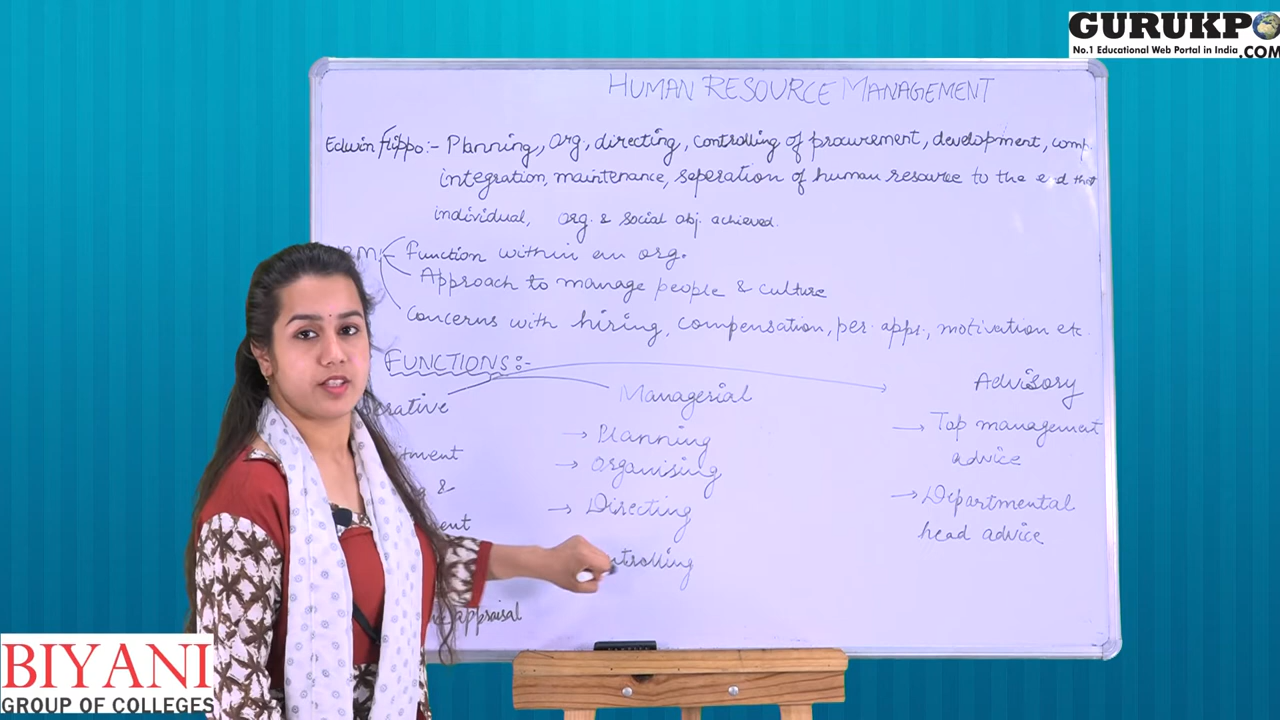 GURUKPO
No.1 Educational Web Portal in India
.COM
HUMAN RESOURCE MANAGEMENT
Edwin flippo:- Planning, org, directing, controlling of procurement, development, comp.
integration, maintenance, seperation of human resource to the end that
individual, org. & social obj. achieved.
Function within an org.
Approach to manage people & culture
Concerns with hiring, compensation, per. appr., motivation etc.
FUNCTIONS:-
Managerial
Advisory
→ Planning
→ Organising
→ Directing
→ Top management
advice
→ Departmental
head advice
&
appraisal
BIYANI
GROUP OF COLLEGES